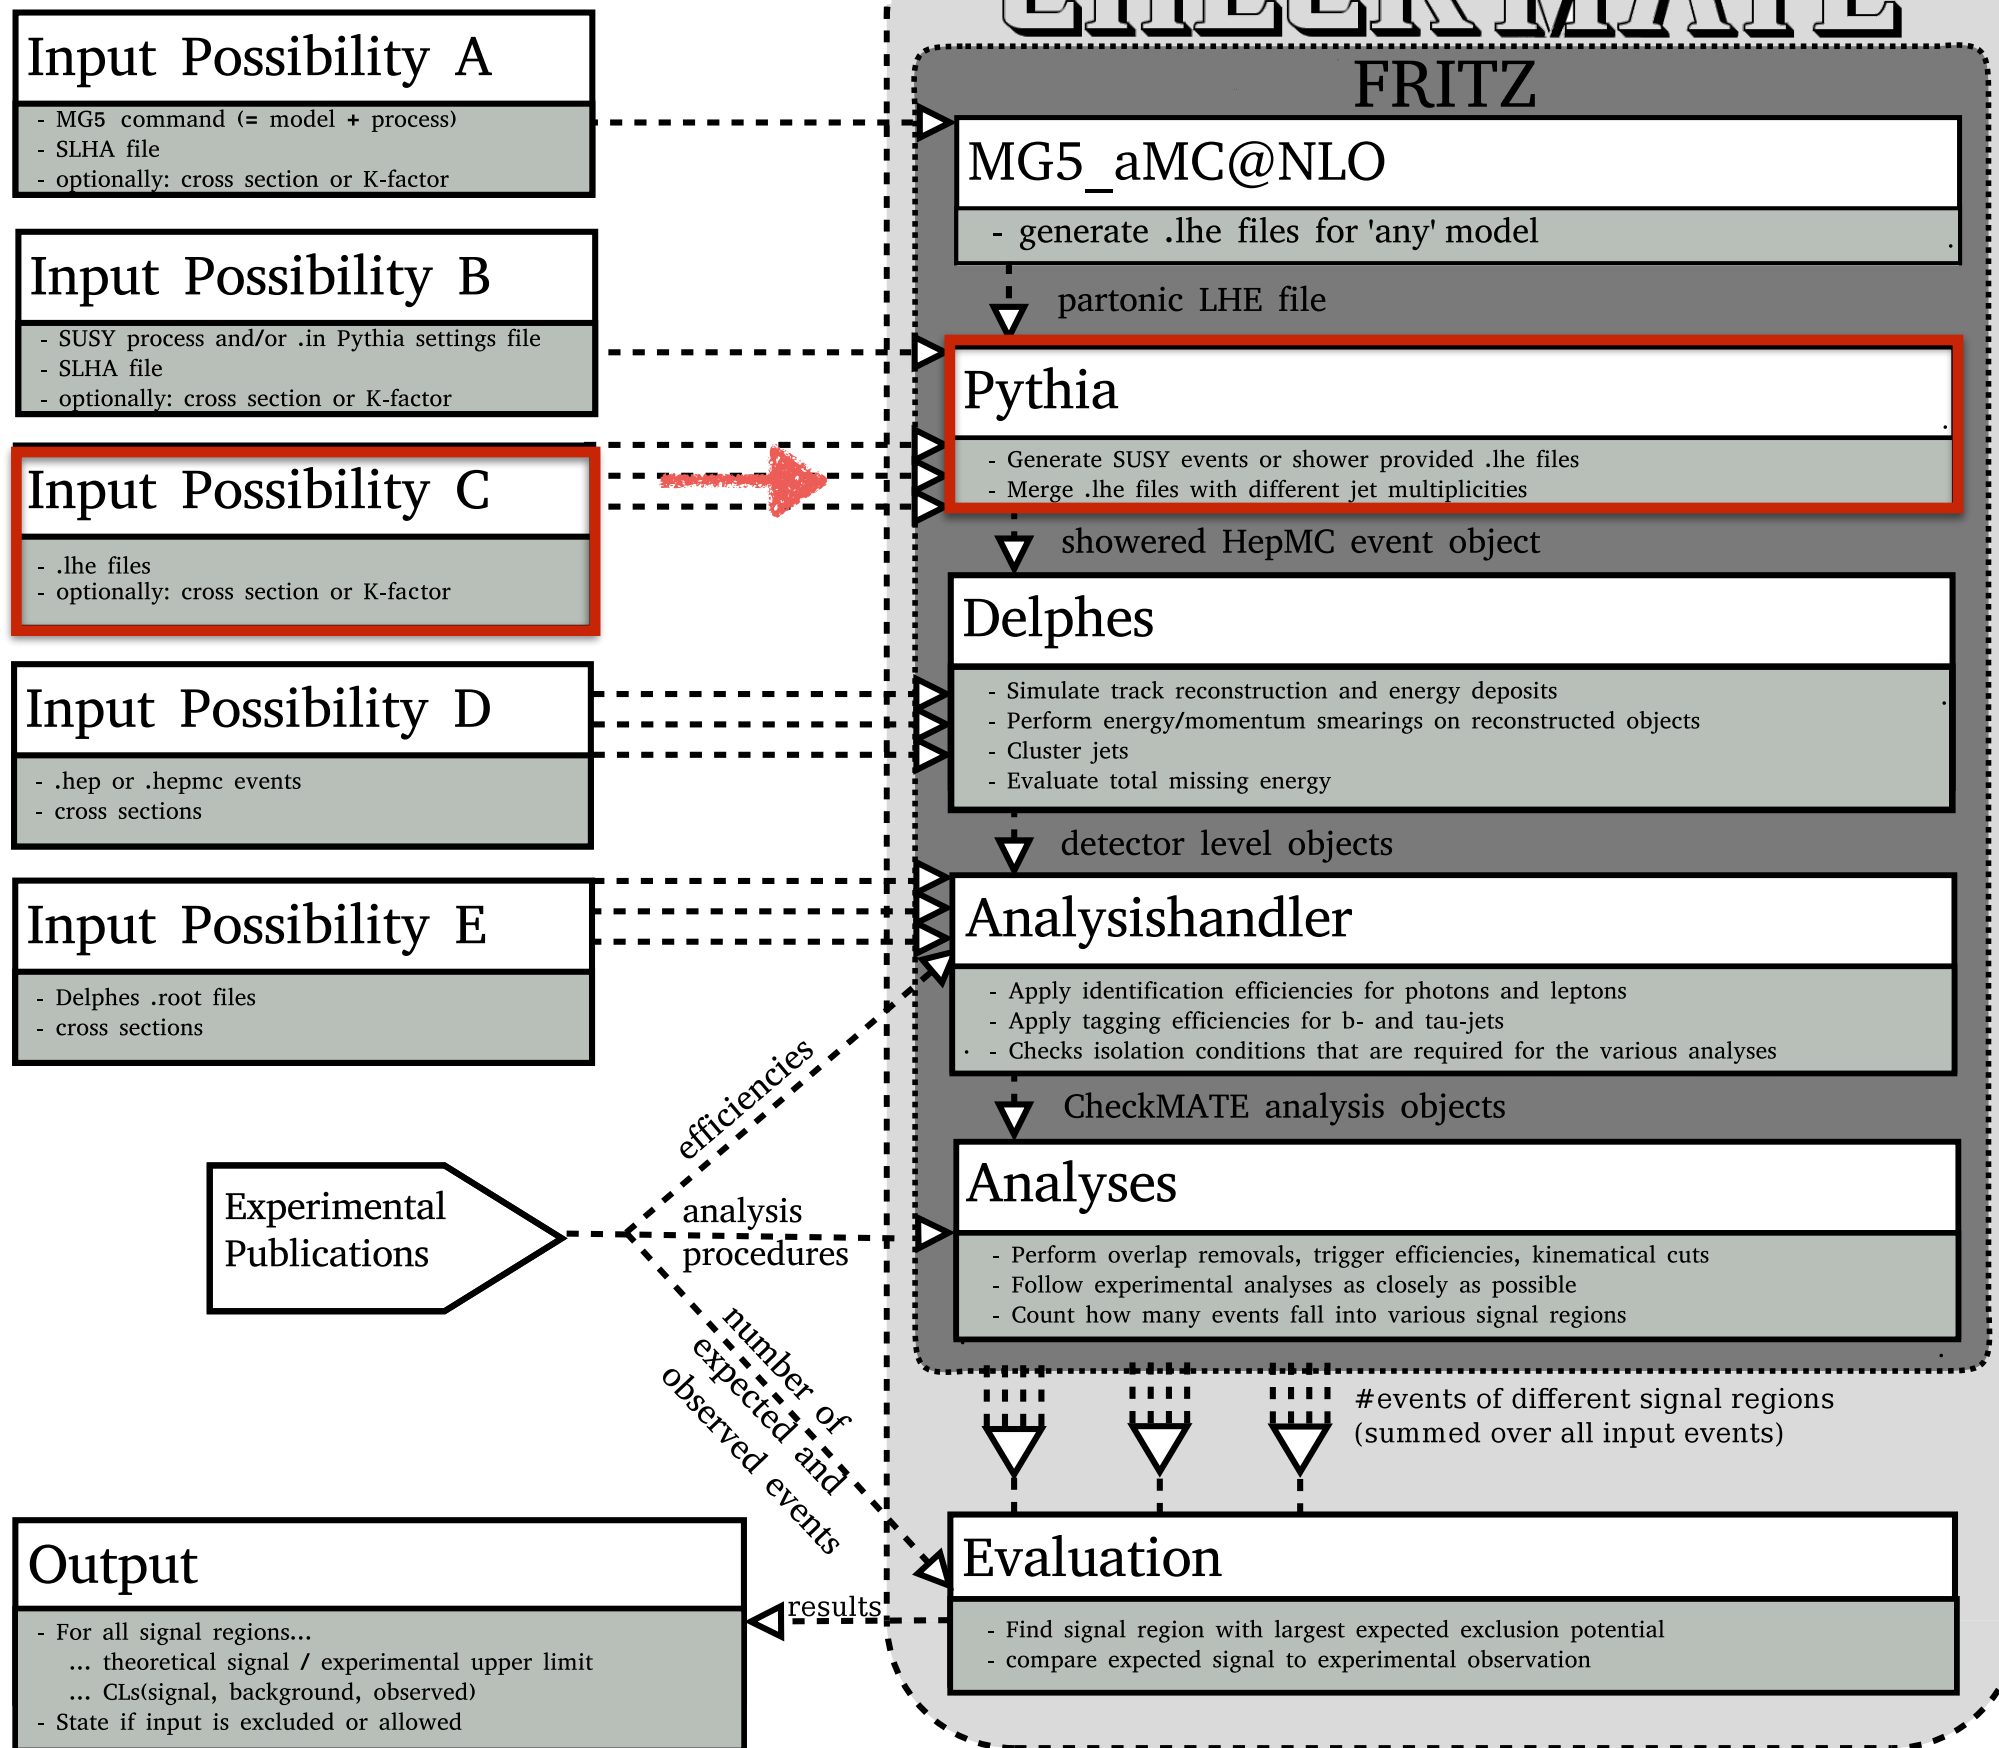 CHECKMATE
FRITZ
Input Possibility A
- MG5 command (= model + process)
- SLHA file
- optionally: cross section or K-factor
MG5_aMC@NLO
- generate .lhe files for 'any' model
partonic LHE file
Input Possibility B
- SUSY process and/or .in Pythia settings file
- SLHA file
- optionally: cross section or K-factor
Pythia
- Generate SUSY events or shower provided .lhe files
- Merge .lhe files with different jet multiplicities
showered HepMC event object
Input Possibility C
- .lhe files
- optionally: cross section or K-factor
Delphes
- Simulate track reconstruction and energy deposits
- Perform energy/momentum smearings on reconstructed objects
- Cluster jets
- Evaluate total missing energy
detector level objects
Input Possibility D
- .hep or .hepmc events
- cross sections
Input Possibility E
- Delphes .root files
- cross sections
Analysishandler
- Apply identification efficiencies for photons and leptons
- Apply tagging efficiencies for b- and tau-jets
- Checks isolation conditions that are required for the various analyses
CheckMATE analysis objects
Experimental
Publications
efficiencies
analysis
procedures
number of
expected and
observed events
Analyses
- Perform overlap removals, trigger efficiencies, kinematical cuts
- Follow experimental analyses as closely as possible
- Count how many events fall into various signal regions
#events of different signal regions
(summed over all input events)
Evaluation
- Find signal region with largest expected exclusion potential
- compare expected signal to experimental observation
results
Output
- For all signal regions...
... theoretical signal / experimental upper limit
... CLs(signal, background, observed)
- State if input is excluded or allowed